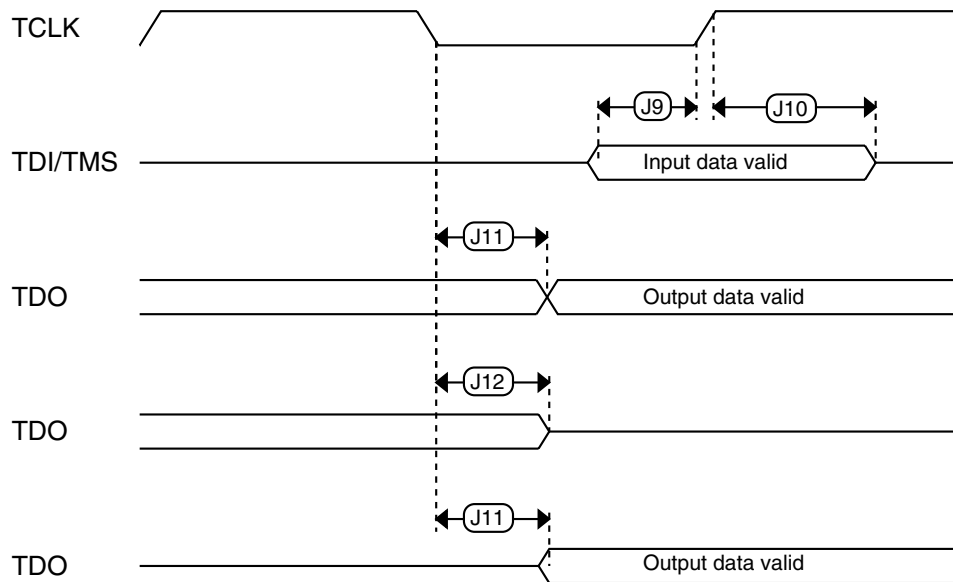 TCLK
J9
J10
TDI/TMS
Input data valid
J11
TDO
Output data valid
J12
TDO
J11
TDO
Output data valid